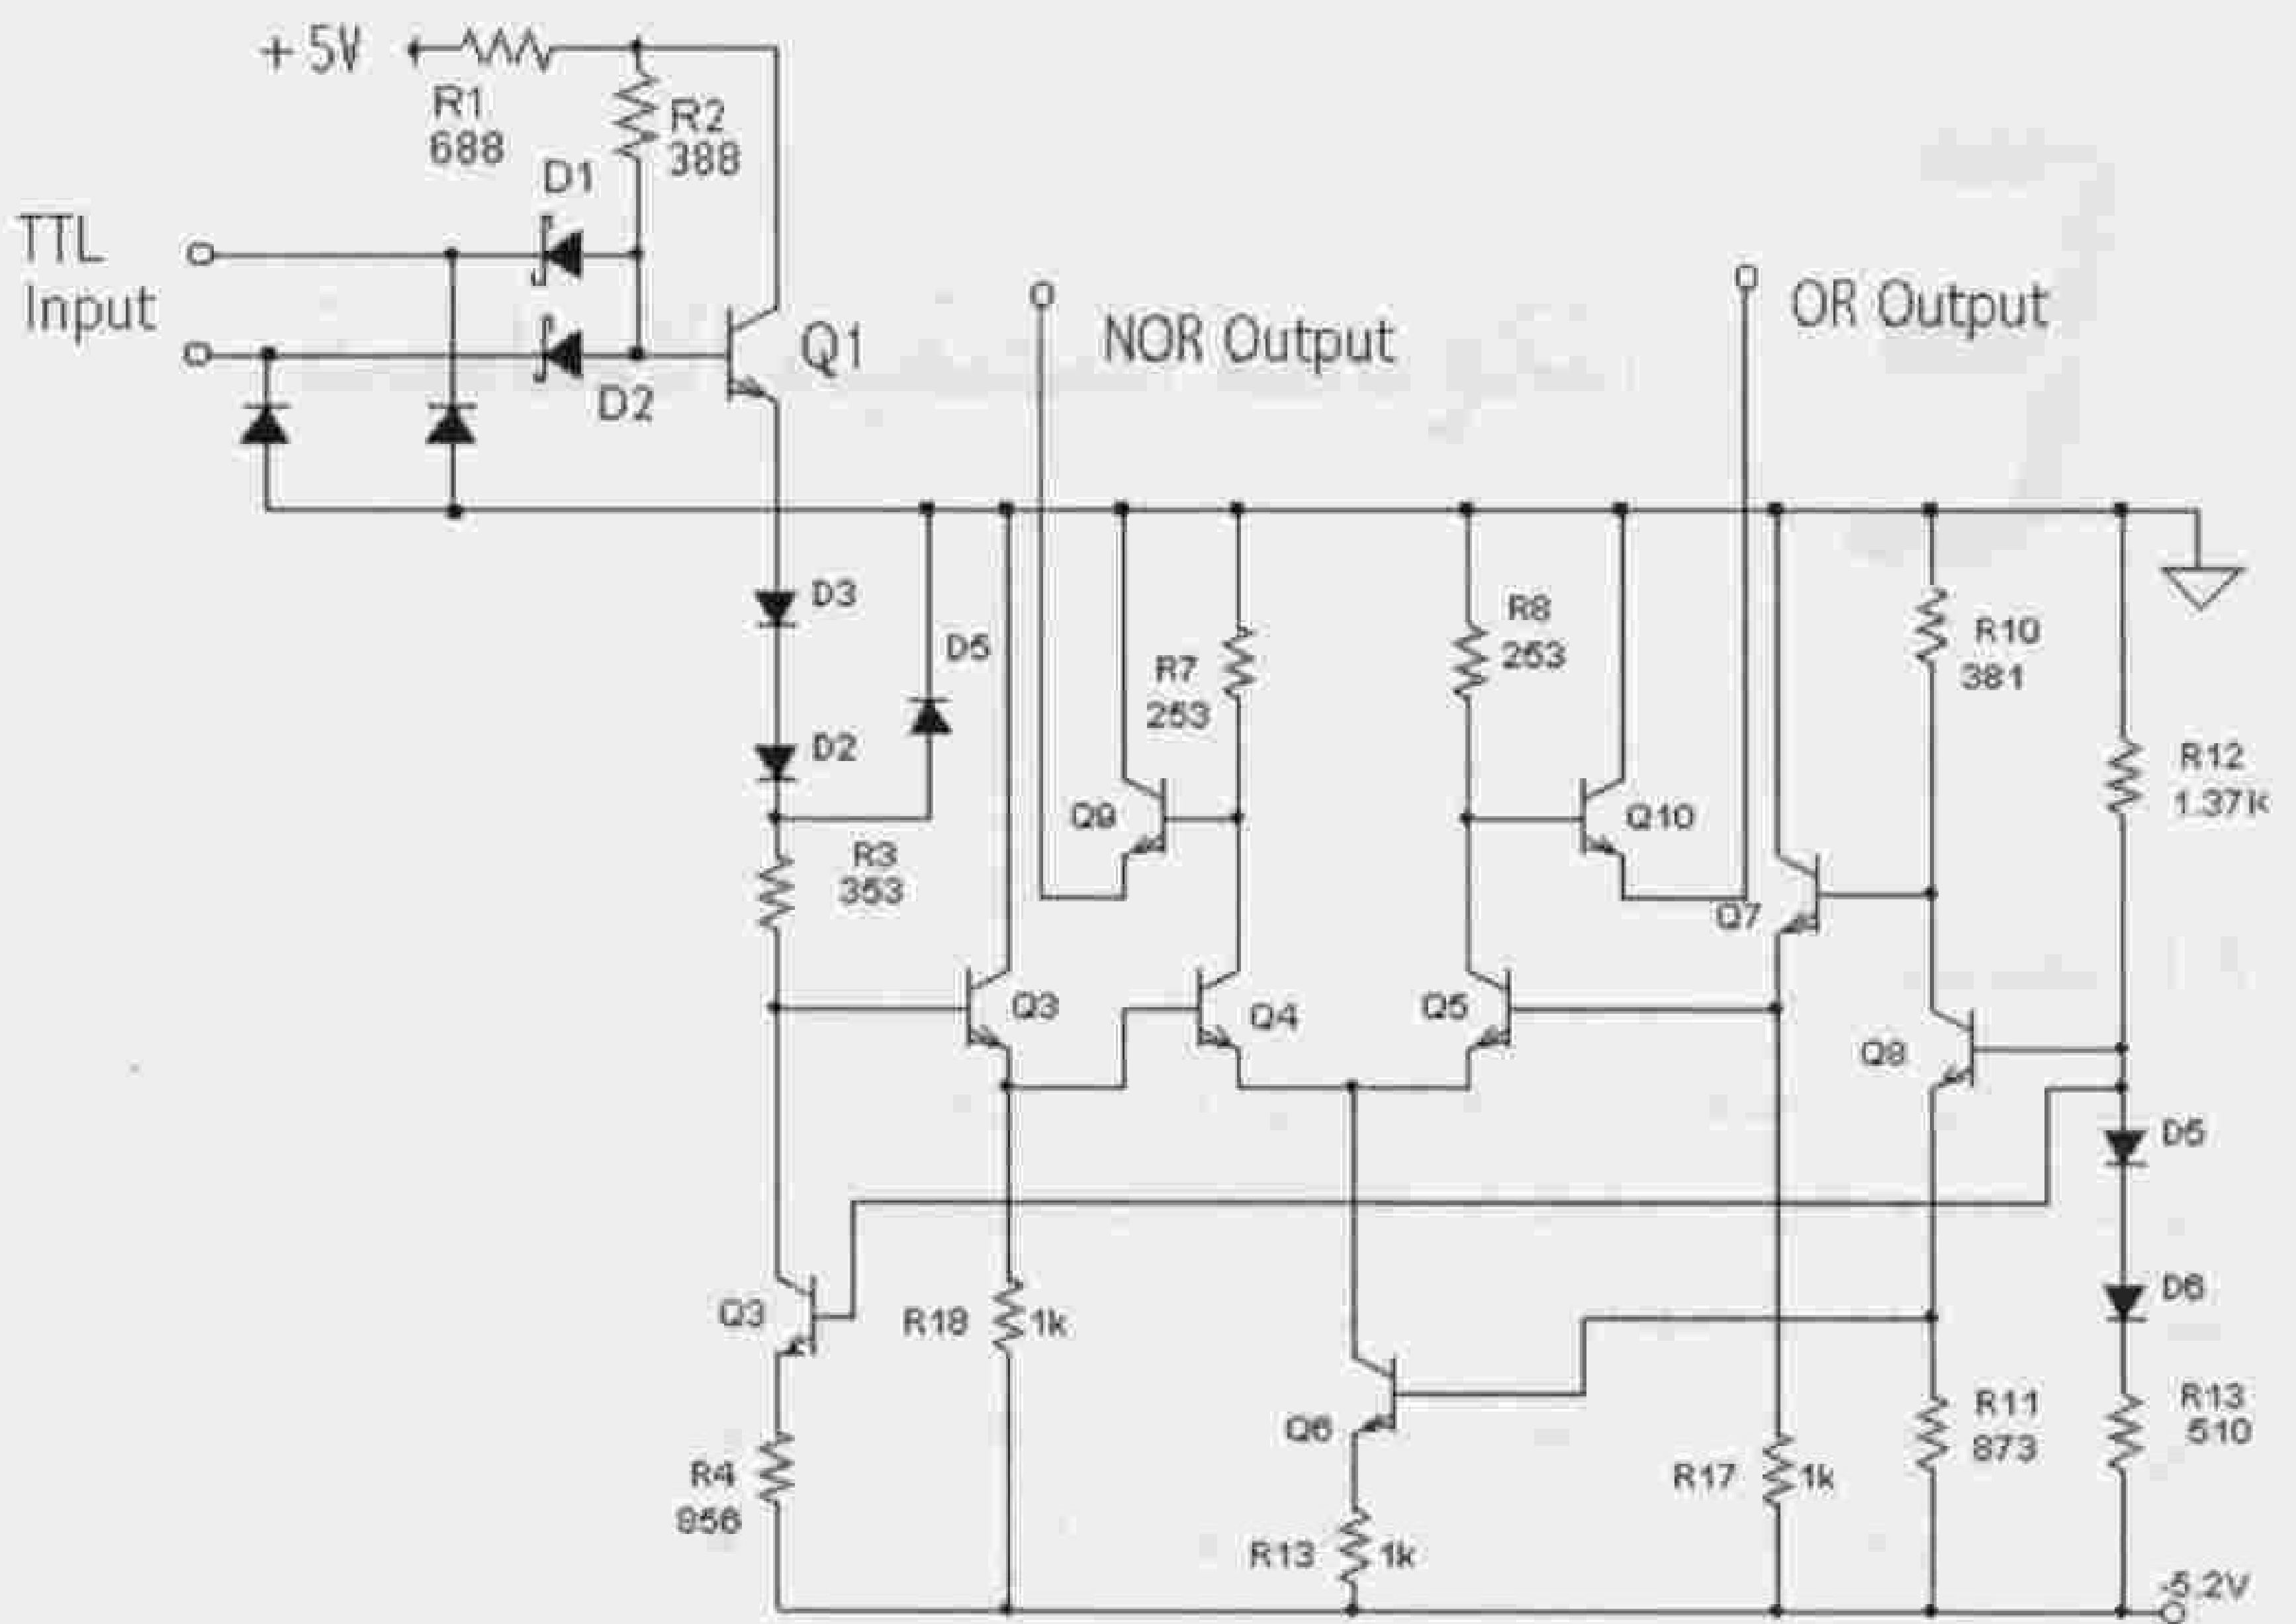 +5V
R1
688
R2
388
D1
TTL
Input
D2
Q1
NOR Output
OR Output
D3
D5
D2
R7
253
R8
253
R10
381
R12
1.37k
Q9
Q10
R3
353
Q7
Q3
Q4
Q5
Q8
D5
Q3
R18
1k
D6
Q6
R11
873
R13
510
R4
956
R17
1k
R13
1k
-5.2V